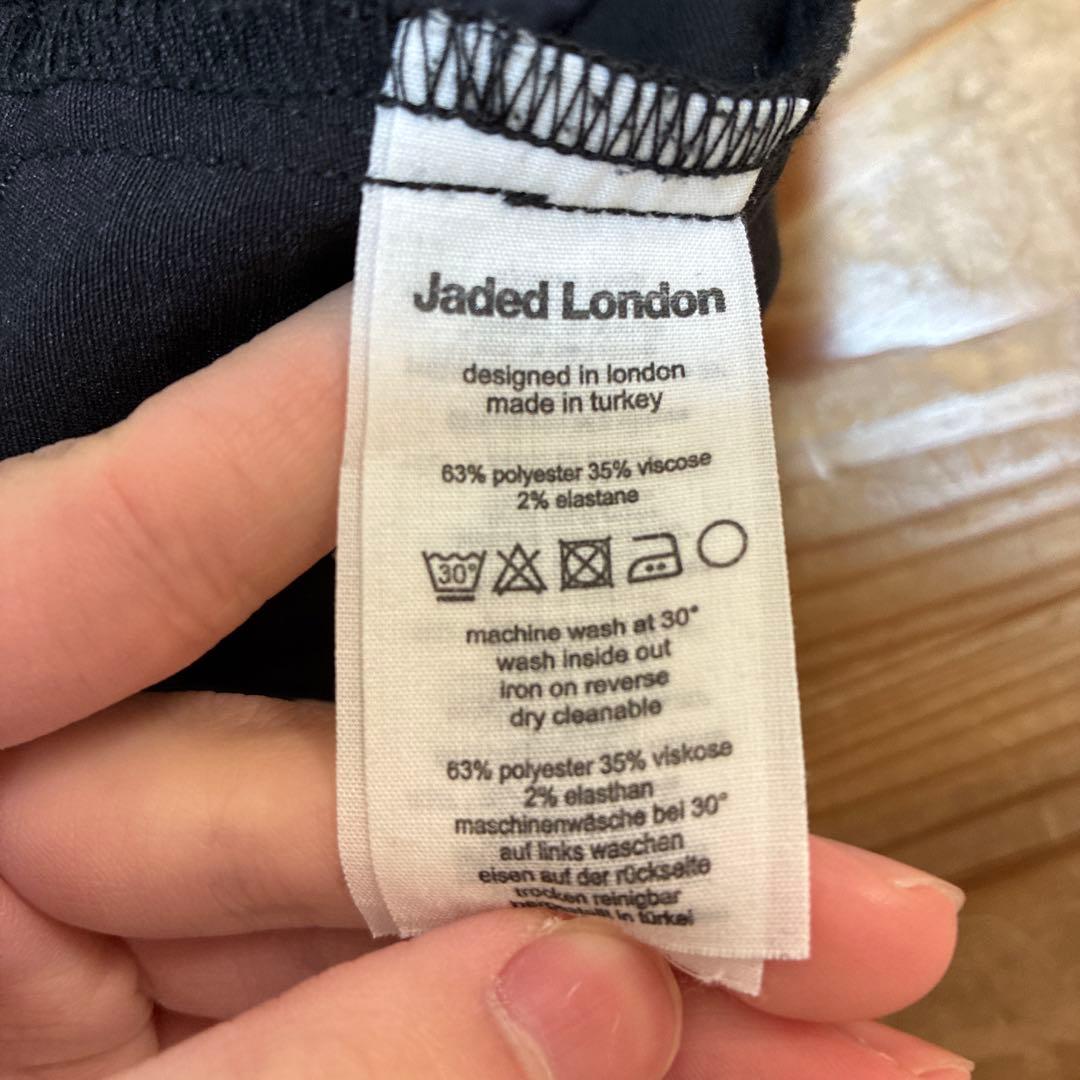 Jaded London
designed in london
made in turkey
63% polyester 35% viscose
2% elastane
30°
machine wash at 30°
wash inside out
iron on reverse
dry cleanable
63% polyester 35% viskose
2% elasthan
maschinenwäsche bei 30°
auf links waschen
eisen auf der rückseite
trocken reinigbar
in türkei